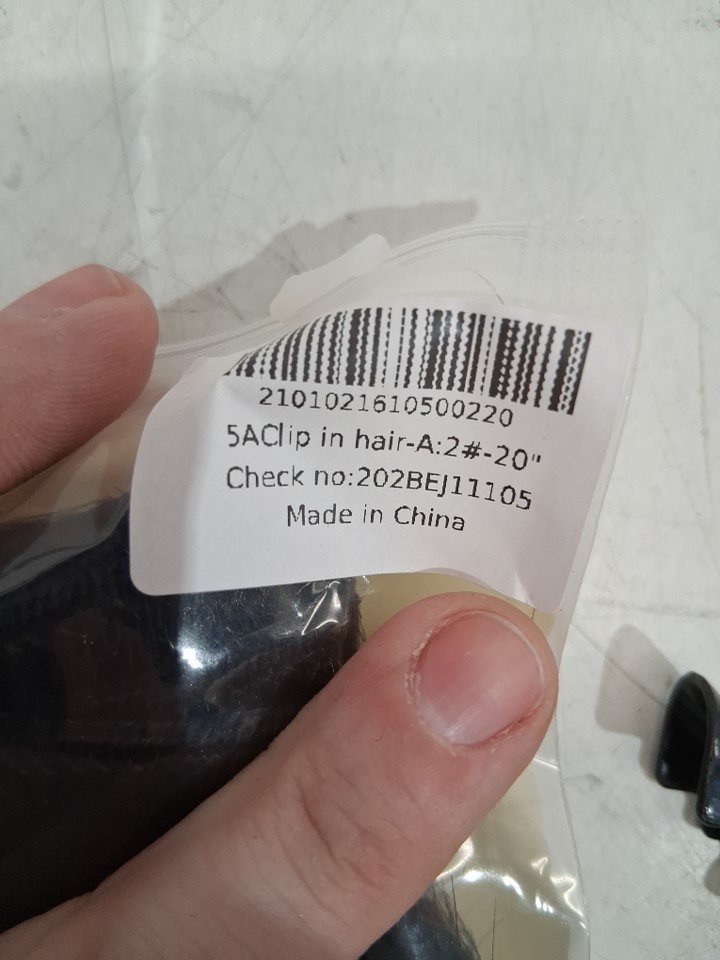 2101021610500220
5AClip in hair-A:2#-20"
Check no:202BEJ11105
Made in China